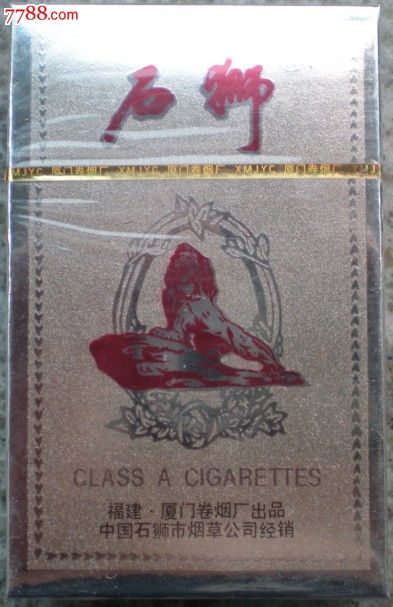 7788.com
石狮
XMJYC 厦门卷烟厂 XMJYC 厦门卷烟厂 XMJYC 厦门卷烟厂
CLASS A CIGARETTES
福建·厦门卷烟厂出品
中国石狮市烟草公司经销